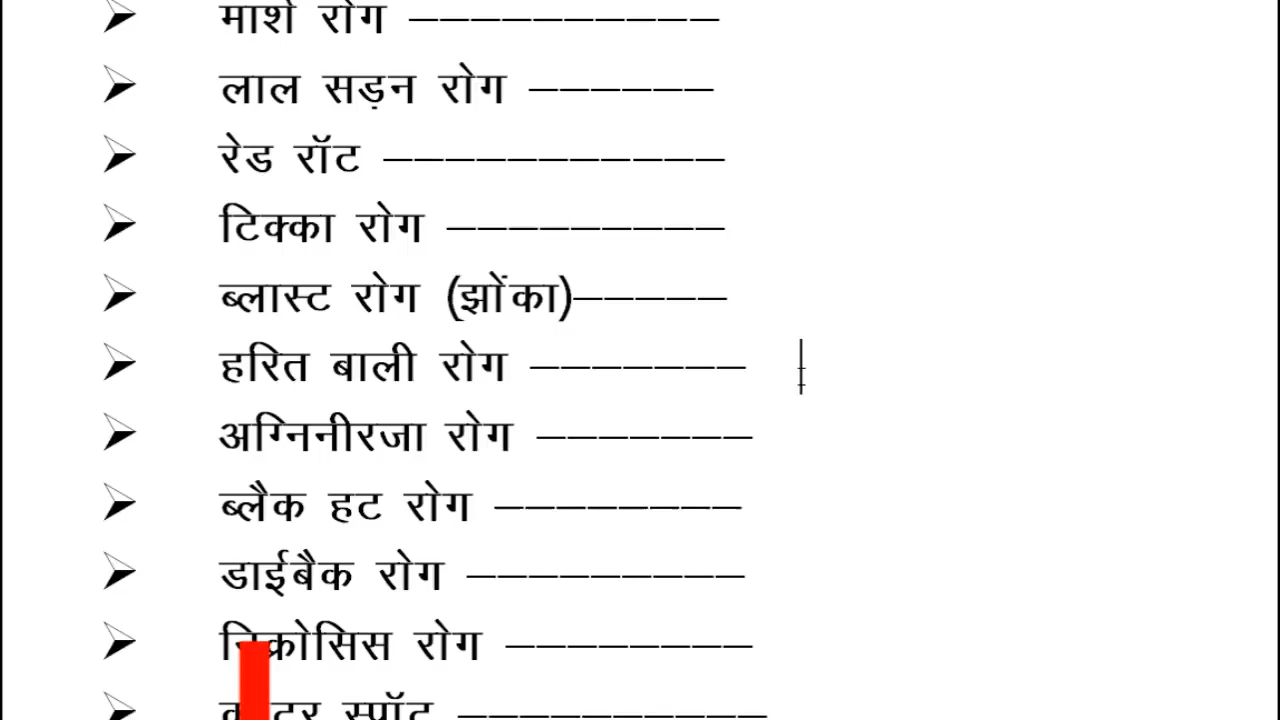 ➢ मार्श रोग ––––––––––
➢ लाल सड़न रोग ––––––
➢ रेड रॉट –––––––––––
➢ टिक्का रोग –––––––––
➢ ब्लास्ट रोग (झोंका)–––––
➢ हरित बाली रोग –––––––
➢ अग्निनीरजा रोग –––––––
➢ ब्लैक हट रोग ––––––––
➢ डाईबैक रोग –––––––––
➢ निक्रोसिस रोग ––––––––
➢ स्पॉट ––––––––––